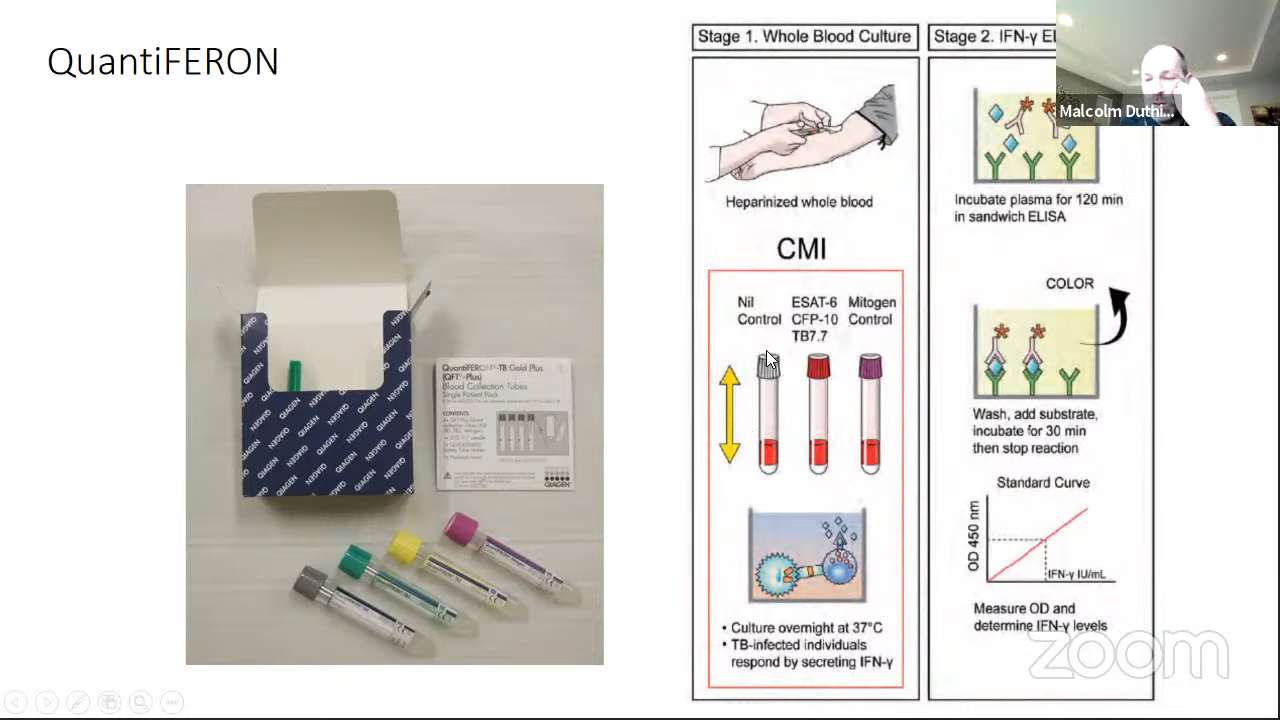 QuantiFERON
QIAGEN
QuantiFERON®-TB Gold Plus
(QFT®-Plus)
Blood Collection Tubes
Single Patient Pack
CONTENTS
QIAGEN
Stage 1. Whole Blood Culture
Heparinized whole blood
CMI
Nil
Control
ESAT-6
CFP-10
TB7.7
Mitogen
Control
• Culture overnight at 37°C
• TB-infected individuals
respond by secreting IFN-γ
Stage 2. IFN-γ
Incubate plasma for 120 min
in sandwich ELISA
COLOR
Wash, add substrate,
incubate for 30 min
then stop reaction
Standard Curve
OD 450 nm
IFN-γ IU/mL
Measure OD and
determine IFN-γ levels
Malcolm Duthi...
zoom